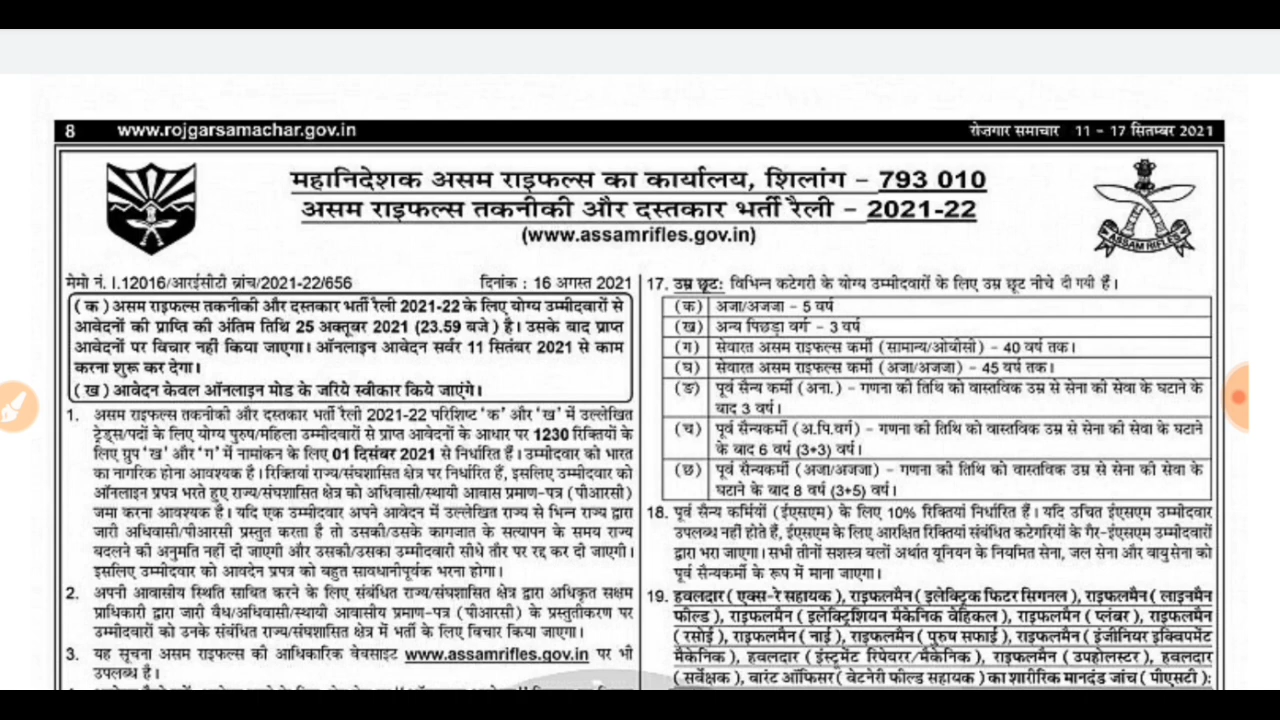 8 www.rojgarsamachar.gov.in रोजगार समाचार 11 - 17 सितम्बर 2021
महानिदेशक असम राइफल्स का कार्यालय, शिलांग - 793 010
असम राइफल्स तकनीकी और दस्तकार भर्ती रैली - 2021-22
(www.assamrifles.gov.in)
ASSAM RIFLES
मेमो नं. I.12016/आरईसीटी ब्रांच/2021-22/656 दिनांक : 16 अगस्त 2021
( क ) असम राइफल्स तकनीकी और दस्तकार भर्ती रैली 2021-22 के लिए योग्य उम्मीदवारों से
आवेदनों की प्राप्ति की अंतिम तिथि 25 अक्तूबर 2021 (23.59 बजे ) है। उसके बाद प्राप्त
आवेदनों पर विचार नहीं किया जाएगा। ऑनलाइन आवेदन सर्वर 11 सितंबर 2021 से काम
करना शुरू कर देगा।
( ख ) आवेदन केवल ऑनलाइन मोड के जरिये स्वीकार किये जाएंगे।
1. असम राइफल्स तकनीकी और दस्तकार भर्ती रैली 2021-22 परिशिष्ट 'क' और 'ख' में उल्लेखित
ट्रेड्स/पदों के लिए योग्य पुरुष/महिला उम्मीदवारों से प्राप्त आवेदनों के आधार पर 1230 रिक्तियों के
लिए ग्रुप 'ख' और 'ग' में नामांकन के लिए 01 दिसंबर 2021 से निर्धारित हैं। उम्मीदवार को भारत
का नागरिक होना आवश्यक है। रिक्तियां राज्य/संघशासित क्षेत्र पर निर्धारित हैं, इसलिए उम्मीदवार को
ऑनलाइन प्रपत्र भरते हुए राज्य/संघशासित क्षेत्र को अधिवासी/स्थायी आवास प्रमाण-पत्र (पीआरसी)
जमा करना आवश्यक है। यदि एक उम्मीदवार अपने आवेदन में उल्लेखित राज्य से भिन्न राज्य द्वारा
जारी अधिवासी/पीआरसी प्रस्तुत करता है तो उसकी/उसके कागजात के सत्यापन के समय राज्य
बदलने की अनुमति नहीं दी जाएगी और उसकी/उसका उम्मीदवारी सीधे तौर पर रद्द कर दी जाएगी।
इसलिए उम्मीदवार को आवदेन प्रपत्र को बहुत सावधानीपूर्वक भरना होगा।
2. अपनी आवासीय स्थिति साबित करने के लिए संबंधित राज्य/संघशासित क्षेत्र द्वारा अधिकृत सक्षम
प्राधिकारी द्वारा जारी वैध/अधिवासी/स्थायी आवासीय प्रमाण-पत्र (पीआरसी) के प्रस्तुतीकरण पर
उम्मीदवारों को उनके संबंधित राज्य/संघशासित क्षेत्र में भर्ती के लिए विचार किया जाएगा।
3. यह सूचना असम राइफल्स की आधिकारिक वेबसाइट www.assamrifles.gov.in पर भी
उपलब्ध है।
17. उम्र छूट: विभिन्न कटेगरी के योग्य उम्मीदवारों के लिए उम्र छूट नीचे दी गयी हैं।
(क) अजा/अजजा - 5 वर्ष
(ख) अन्य पिछड़ा वर्ग - 3 वर्ष
(ग) सेवारत असम राइफल्स कर्मी (सामान्य/ओबीसी) - 40 वर्ष तक।
(घ) सेवारत असम राइफल्स कर्मी (अजा/अजजा) - 45 वर्ष तक।
(ङ) पूर्व सैन्य कर्मी (अना.) - गणना की तिथि को वास्तविक उम्र से सेना की सेवा के घटाने के
बाद 3 वर्ष।
(च) पूर्व सैन्यकर्मी (अ.पि.वर्ग) - गणना की तिथि को वास्तविक उम्र से सेना की सेवा के घटाने
के बाद 6 वर्ष (3+3) वर्ष।
(छ) पूर्व सैन्यकर्मी (अजा/अजजा) - गणना की तिथि को वास्तविक उम्र से सेना की सेवा के
घटाने के बाद 8 वर्ष (3+5) वर्ष।
18. पूर्व सैन्य कर्मियों (ईएसएम) के लिए 10% रिक्तियां निर्धारित हैं। यदि उचित ईएसएम उम्मीदवार
उपलब्ध नहीं होते हैं, ईएसएम के लिए आरक्षित रिक्तियां संबंधित कटेगरियों के गैर-ईएसएम उम्मीदवारों
द्वारा भरा जाएगा। सभी तीनों सशस्त्र बलों अर्थात यूनियन के नियमित सेना, जल सेना और वायुसेना को
पूर्व सैन्यकर्मी के रूप में माना जाएगा।
19. हवलदार ( एक्स-रे सहायक ), राइफलमैन ( इलेक्ट्रिक फिटर सिगनल ), राइफलमैन ( लाइनमैन
फील्ड ), राइफलमैन ( इलेक्ट्रिशियन मैकेनिक वेहिकल ), राइफलमैन ( प्लंबर ), राइफलमैन
( रसोई ), राइफलमैन ( नाई ), राइफलमैन ( पुरुष सफाई ), राइफलमैन ( इंजीनियर इक्विपमेंट
मैकेनिक ), हवलदार ( इंस्ट्रूमेंट रिपेयरर/मैकेनिक ), राइफलमैन ( उपहोलस्टर ), हवलदार
( सर्वेक्षक ), वारंट ऑफिसर ( वेटनेरी फील्ड सहायक ) का शारीरिक मानदंड जांच ( पीएसटी ) :